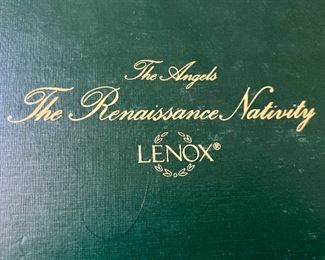 The Angels
The Renaissance Nativity
LENOX®